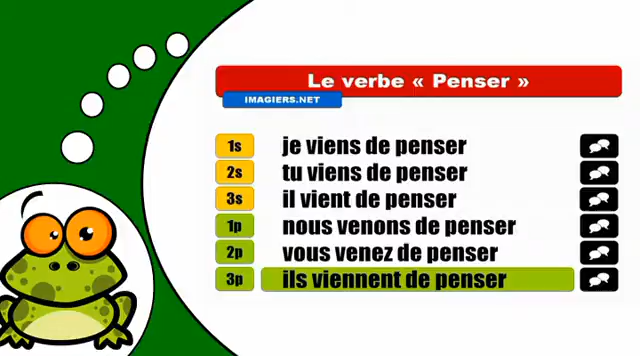 Le verbe « Penser »
IMAGIERS.NET
1s je viens de penser
2s tu viens de penser
3s il vient de penser
1p nous venons de penser
2p vous venez de penser
3p ils viennent de penser